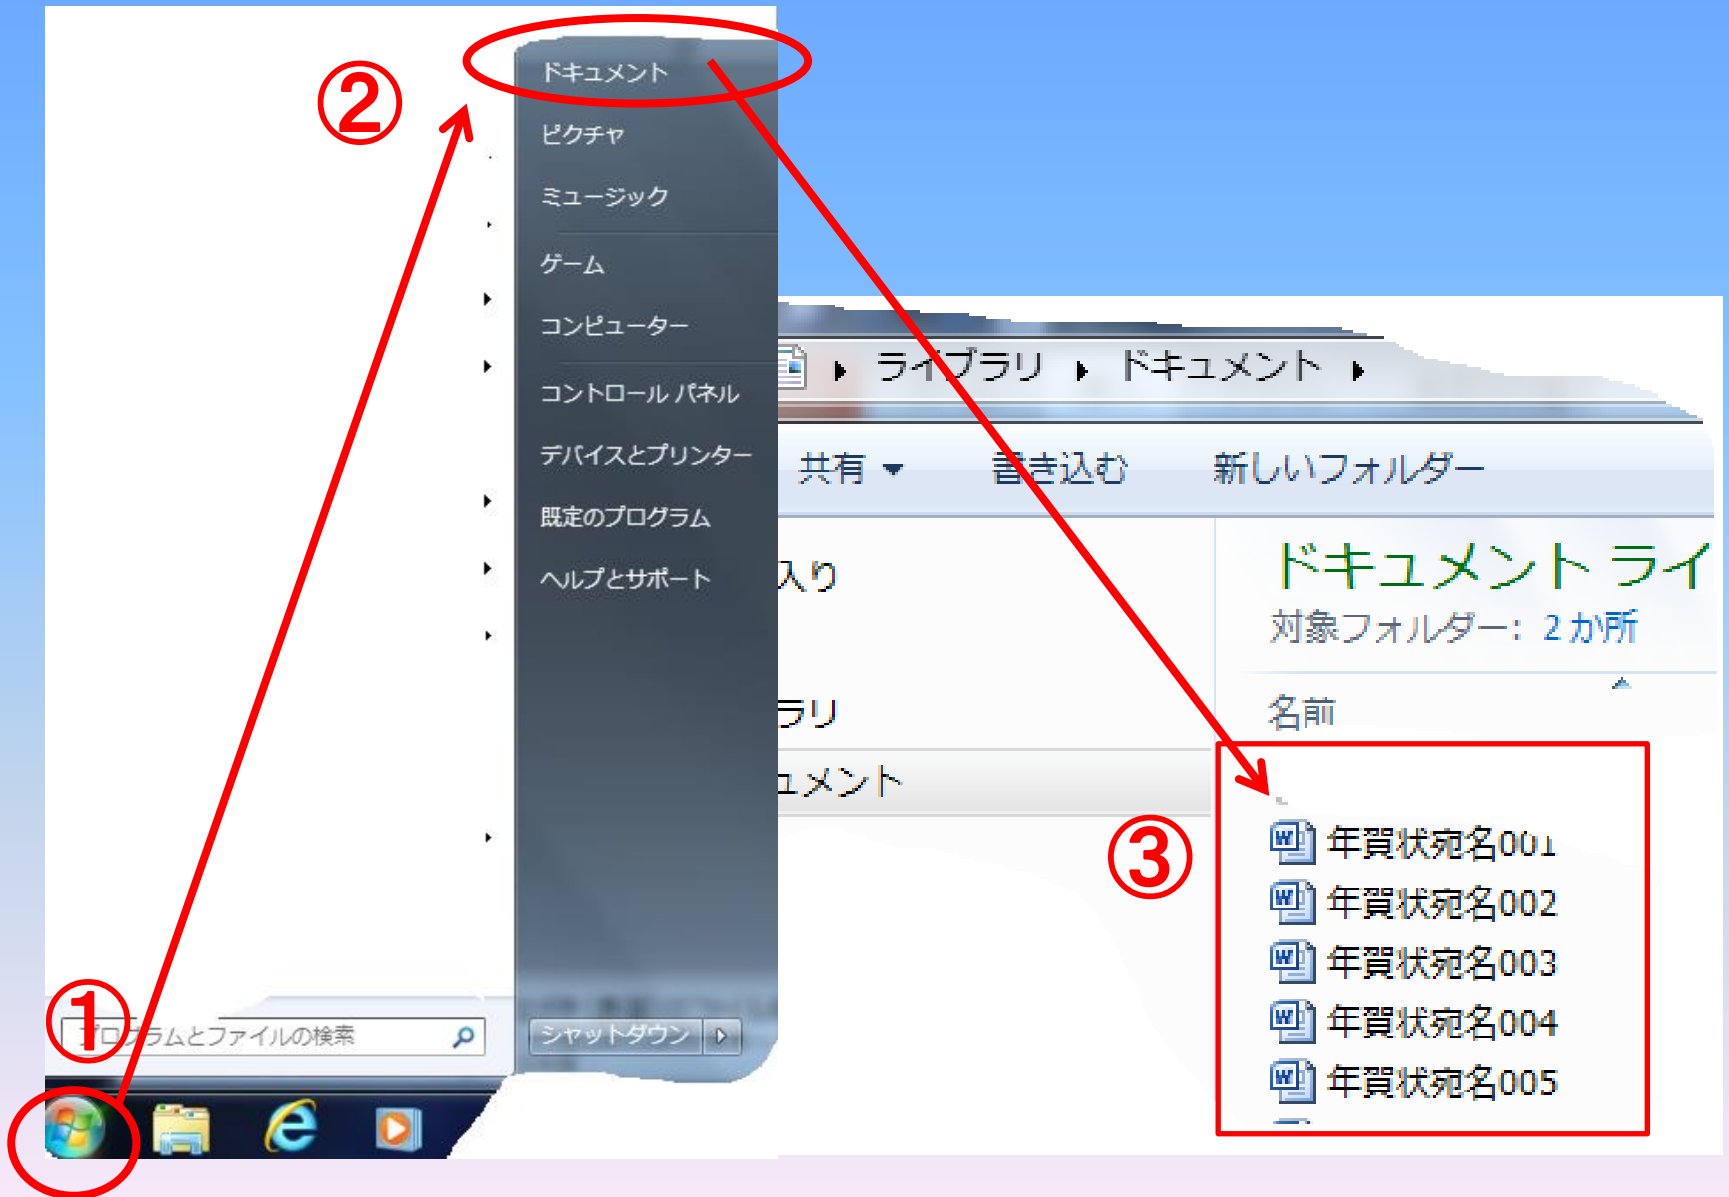 ②
ドキュメント
ピクチャ
ミュージック
ゲーム
コンピューター
コントロール パネル
デバイスとプリンター
既定のプログラム
ヘルプとサポート
①
プログラムとファイルの検索
シャットダウン
ライブラリ ドキュメント
共有 書き込む 新しいフォルダー
入り
ラリ
ュメント
ドキュメント ライ
対象フォルダー: 2 か所
名前
③
年賀状宛名001
年賀状宛名002
年賀状宛名003
年賀状宛名004
年賀状宛名005